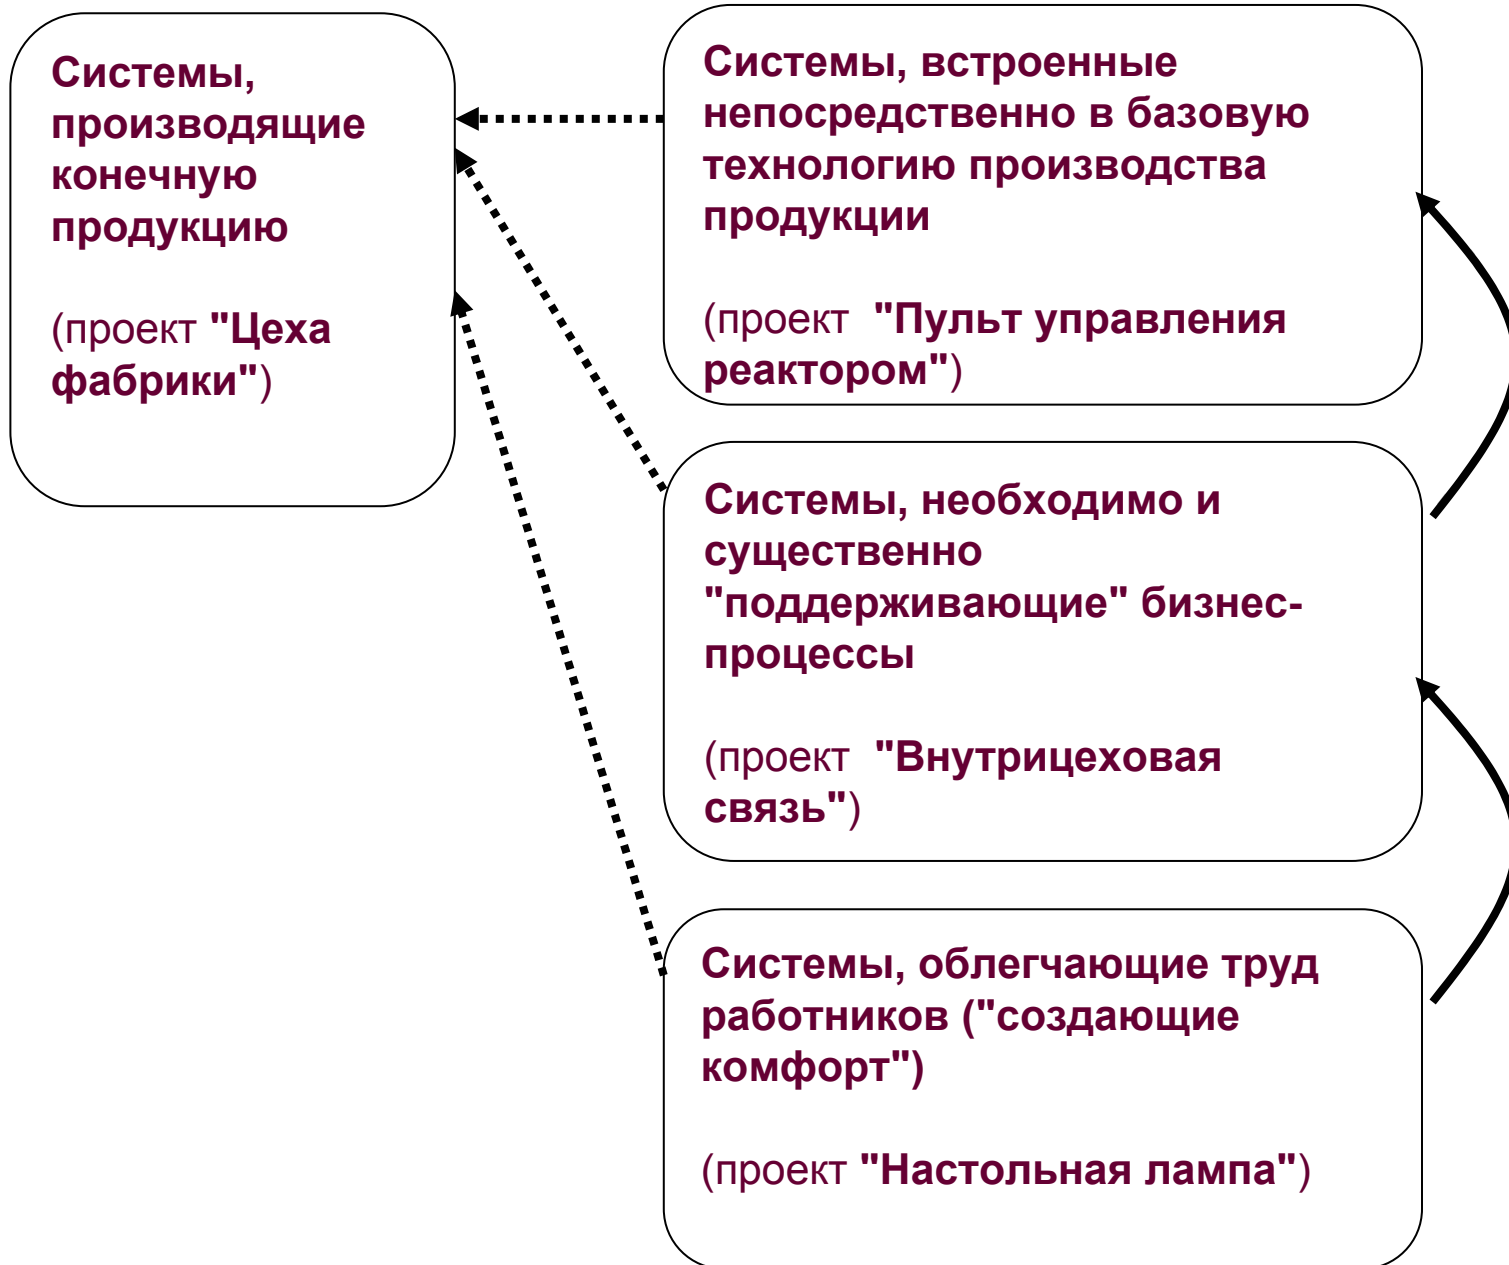 Системы,
производящие
конечную
продукцию
(проект "Цеха
фабрики")
Системы, встроенные
непосредственно в базовую
технологию производства
продукции
(проект "Пульт управления
реактором")
Системы, необходимо и
существенно
"поддерживающие" бизнес-
процессы
(проект "Внутрицеховая
связь")
Системы, облегчающие труд
работников ("создающие
комфорт")
(проект "Настольная лампа")